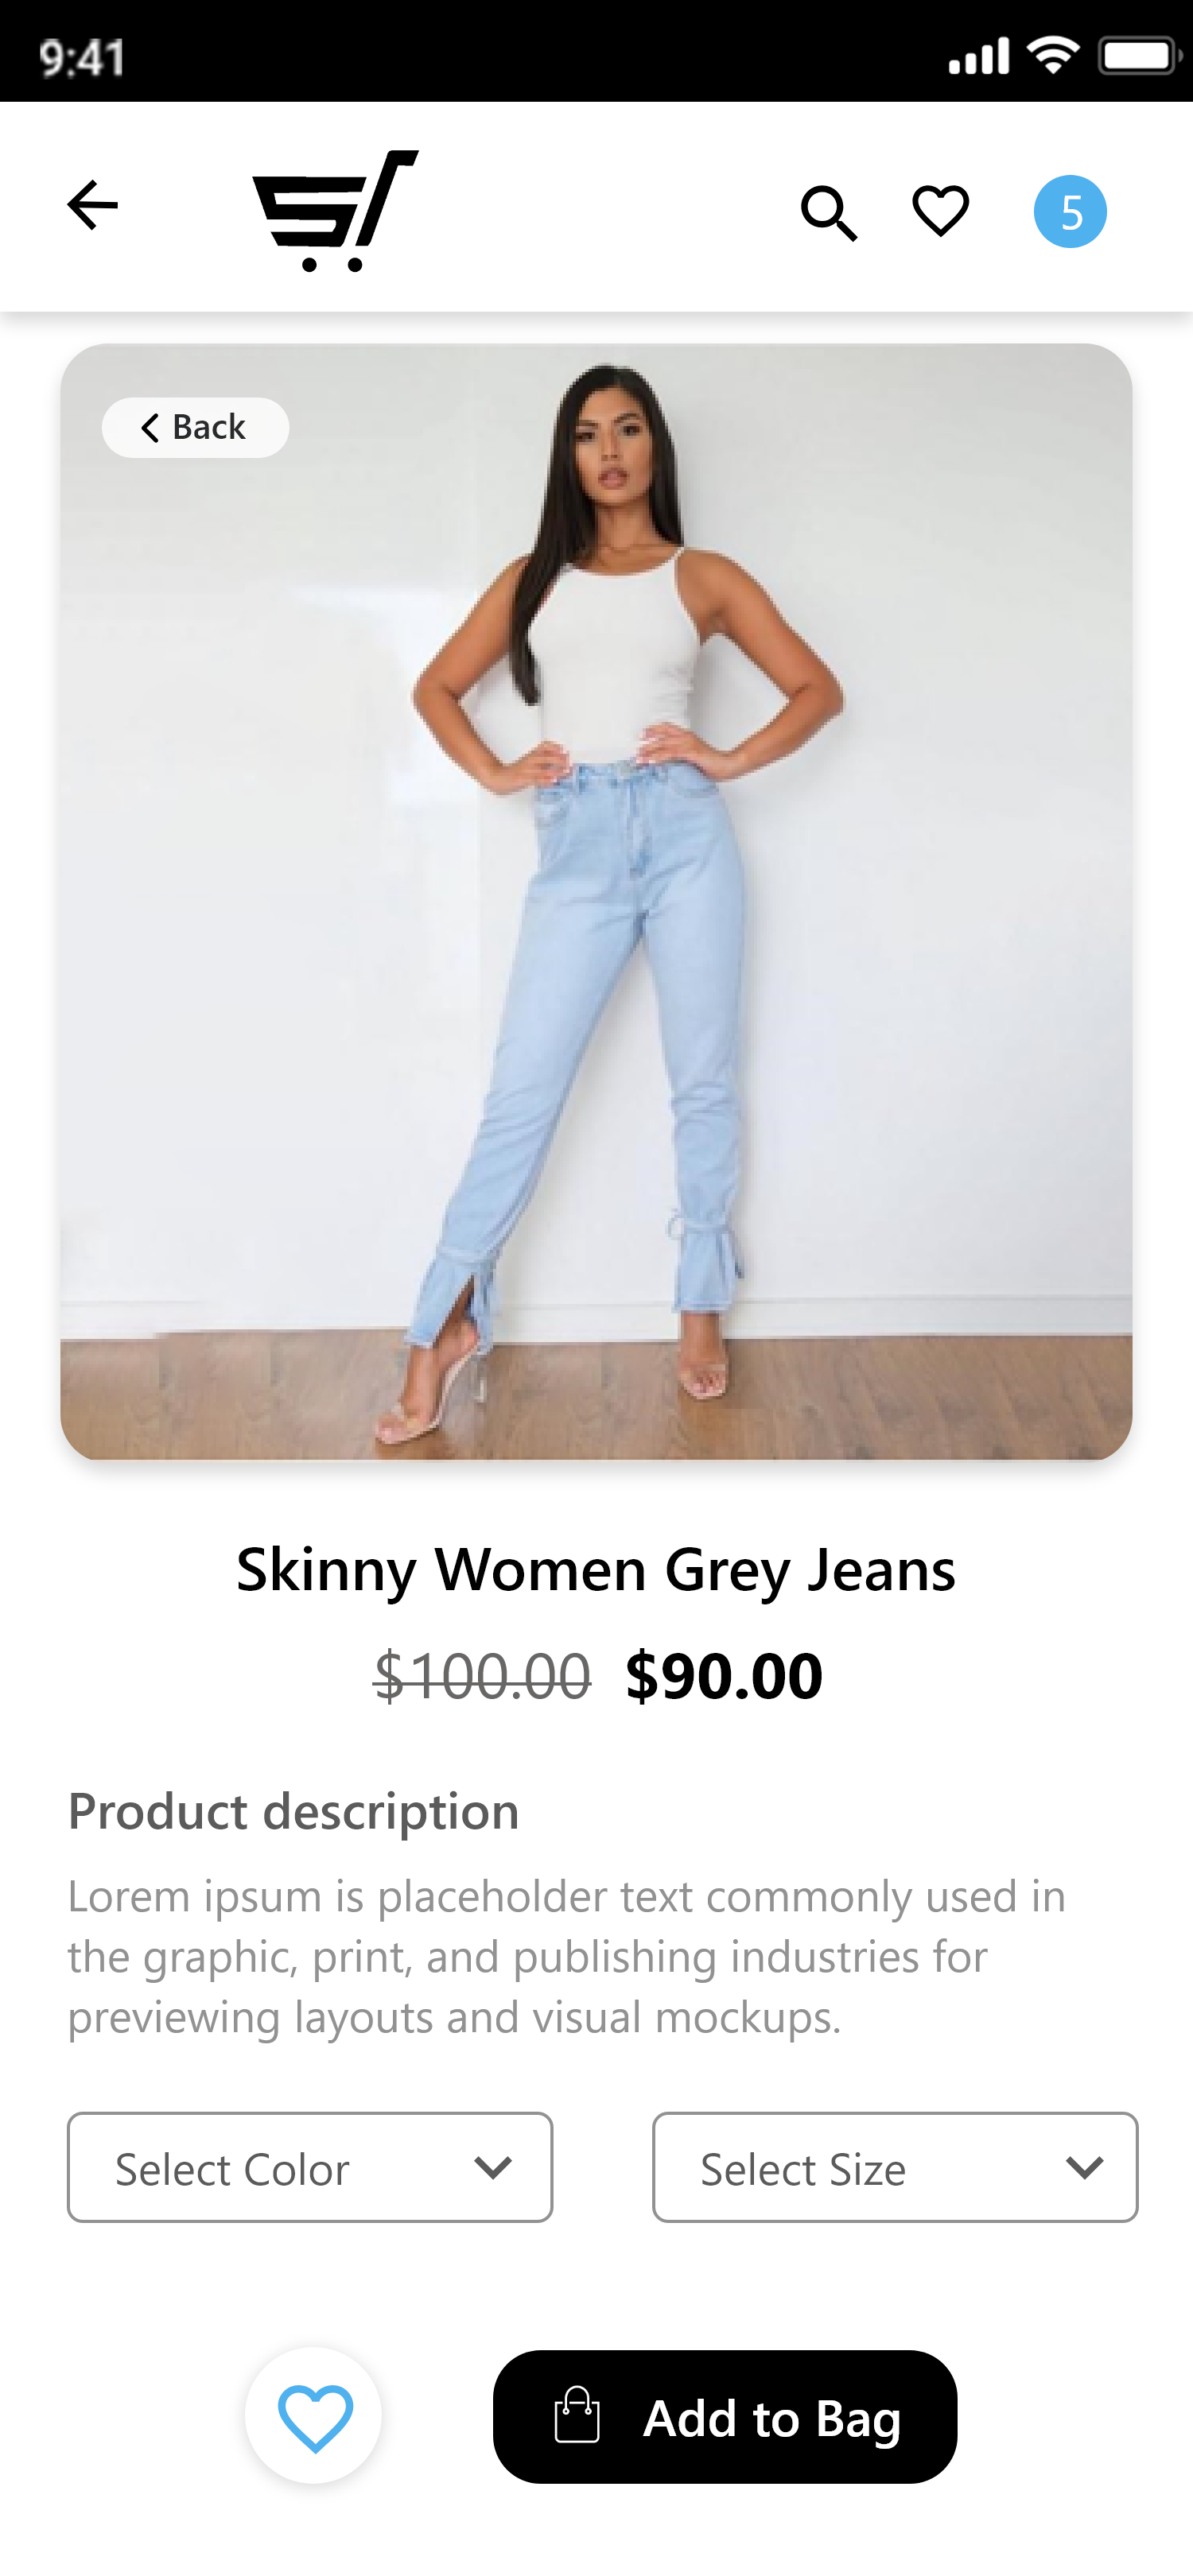 9:41
5
Back
Skinny Women Grey Jeans
$100.00 $90.00
Product description
Lorem ipsum is placeholder text commonly used in
the graphic, print, and publishing industries for
previewing layouts and visual mockups.
Select Color
Select Size
Add to Bag